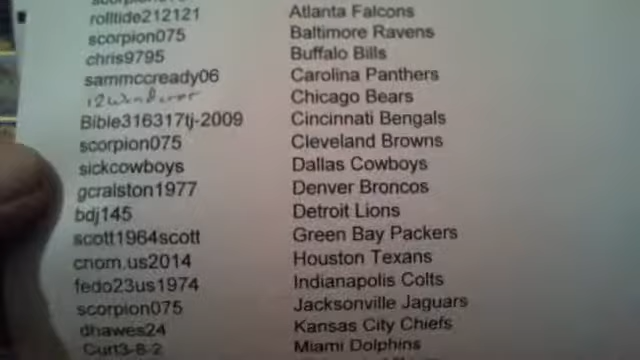 scorpion075
rolltide212121 Atlanta Falcons
scorpion075 Baltimore Ravens
chris9795 Buffalo Bills
sammccready06 Carolina Panthers
Chicago Bears
Bible316317tj-2009 Cincinnati Bengals
scorpion075 Cleveland Browns
sickcowboys Dallas Cowboys
gcralston1977 Denver Broncos
bdj145 Detroit Lions
scott1964scott Green Bay Packers
cnom.us2014 Houston Texans
fedo23us1974 Indianapolis Colts
scorpion075 Jacksonville Jaguars
dhawes24 Kansas City Chiefs
Curt3-8-2 Miami Dolphins